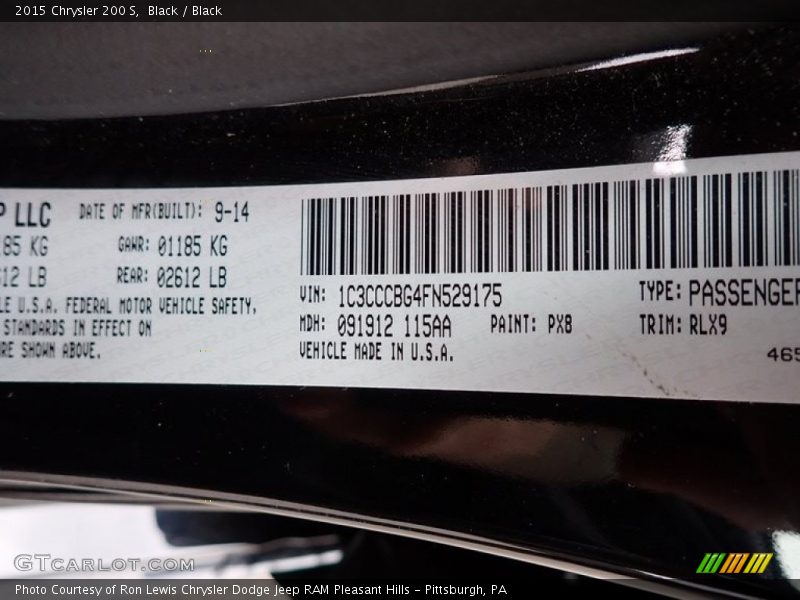 2015 Chrysler 200 S, Black / Black
P LLC DATE OF MFR(BUILT): 9-14
185 KG GAWR: 01185 KG
612 LB REAR: 02612 LB
LE U.S.A. FEDERAL MOTOR VEHICLE SAFETY,
STANDARDS IN EFFECT ON
RE SHOWN ABOVE.
VIN: 1C3CCCBG4FN529175 TYPE: PASSENGER
MDH: 091912 115AA PAINT: PX8 TRIM: RLX9
VEHICLE MADE IN U.S.A.
465
GTcarlot.com
Photo Courtesy of Ron Lewis Chrysler Dodge Jeep RAM Pleasant Hills - Pittsburgh, PA